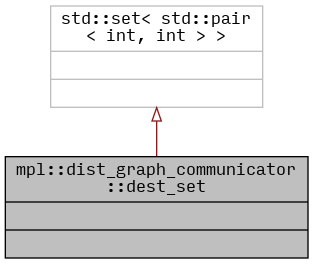 std::set< std::pair
< int, int > >
mpl::dist_graph_communicator
::dest_set